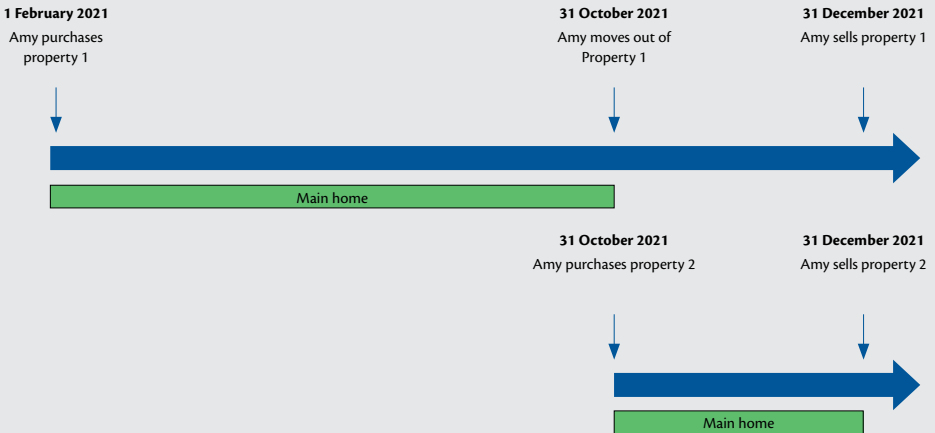 1 February 2021
Amy purchases
property 1
31 October 2021
Amy moves out of
Property 1
31 December 2021
Amy sells property 1
Main home
31 October 2021
Amy purchases property 2
31 December 2021
Amy sells property 2
Main home